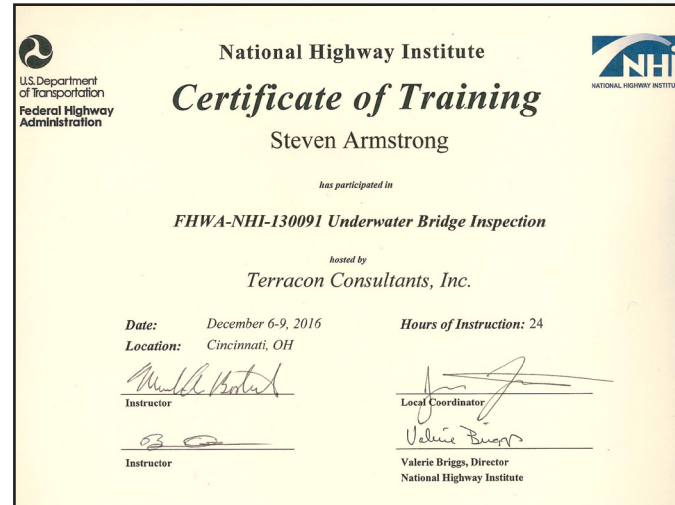 U.S. Department
of Transportation
Federal Highway
Administration
National Highway Institute
NHI
NATIONAL HIGHWAY INSTITU
Certificate of Training
Steven Armstrong
has participated in
FHWA-NHI-130091 Underwater Bridge Inspection
hosted by
Terracon Consultants, Inc.
Date: December 6-9, 2016
Hours of Instruction: 24
Location: Cincinnati, OH
Instructor
Local Coordinator
Valerie Briggs
Instructor
Valerie Briggs, Director
National Highway Institute